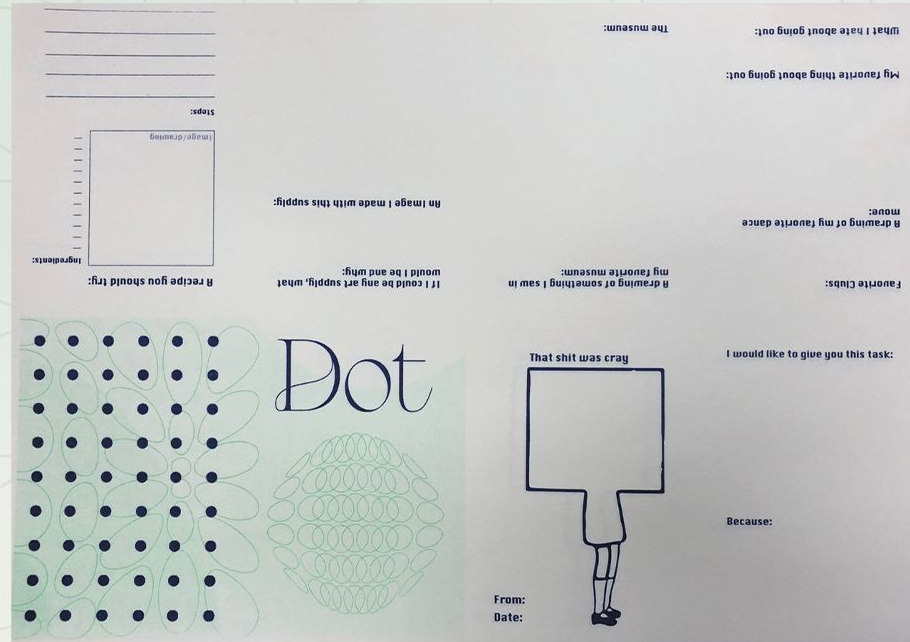 What I hate about going out:
My favorite thing about going out:
A drawing of my favorite dance
move:
Favorite Clubs:
The museum:
A drawing of something I saw in
my favorite museum:
If I could be any art supply, what
would I be and why:
An image I made with this supply:
A recipe you should try:
Ingredients:
Image/drawing
Steps:
Dot
That shit was cray
From:
Date:
I would like to give you this task:
Because: